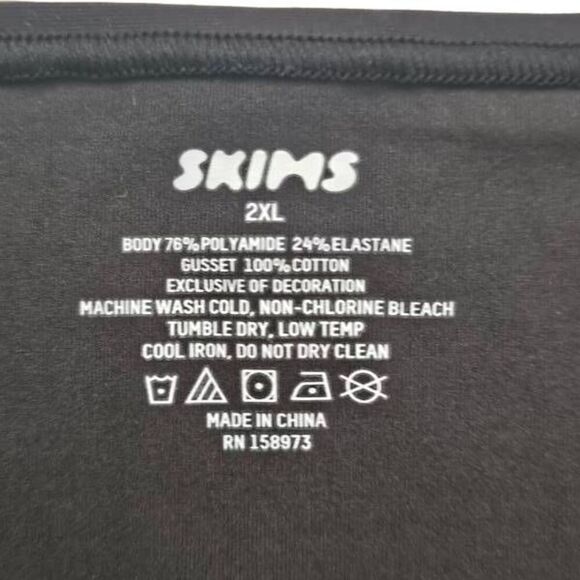 SKIMS
2XL
BODY 76% POLYAMIDE 24% ELASTANE
GUSSET 100% COTTON
EXCLUSIVE OF DECORATION
MACHINE WASH COLD, NON-CHLORINE BLEACH
TUMBLE DRY, LOW TEMP
COOL IRON, DO NOT DRY CLEAN
MADE IN CHINA
RN 158973